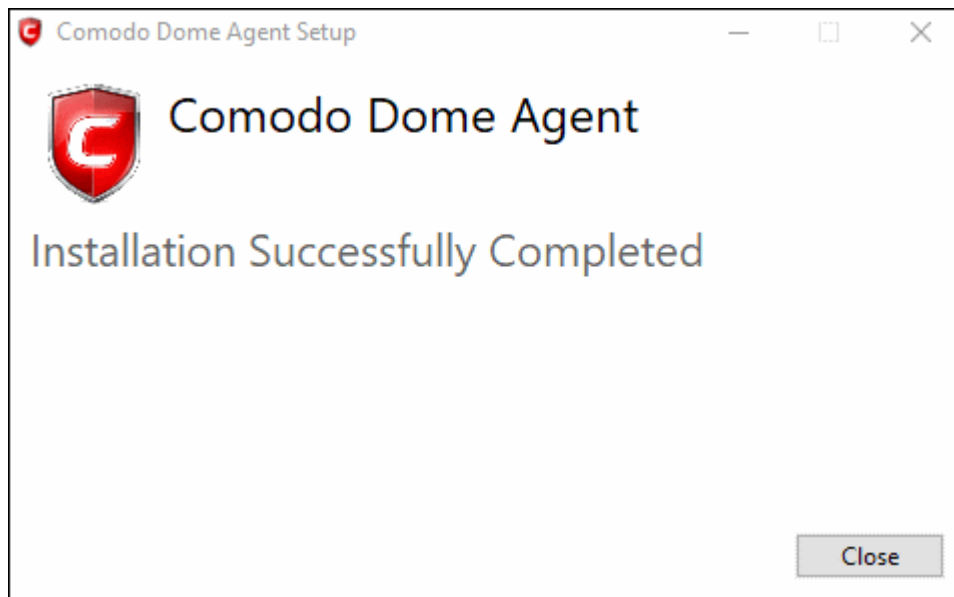 Comodo Dome Agent Setup
Comodo Dome Agent
Installation Successfully Completed
Close